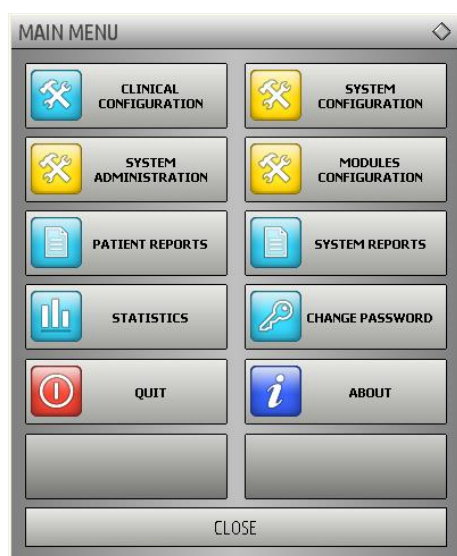 MAIN MENU
CLINICAL
CONFIGURATION
SYSTEM
CONFIGURATION
SYSTEM
ADMINISTRATION
MODULES
CONFIGURATION
PATIENT REPORTS
SYSTEM REPORTS
STATISTICS
CHANGE PASSWORD
QUIT
ABOUT
CLOSE